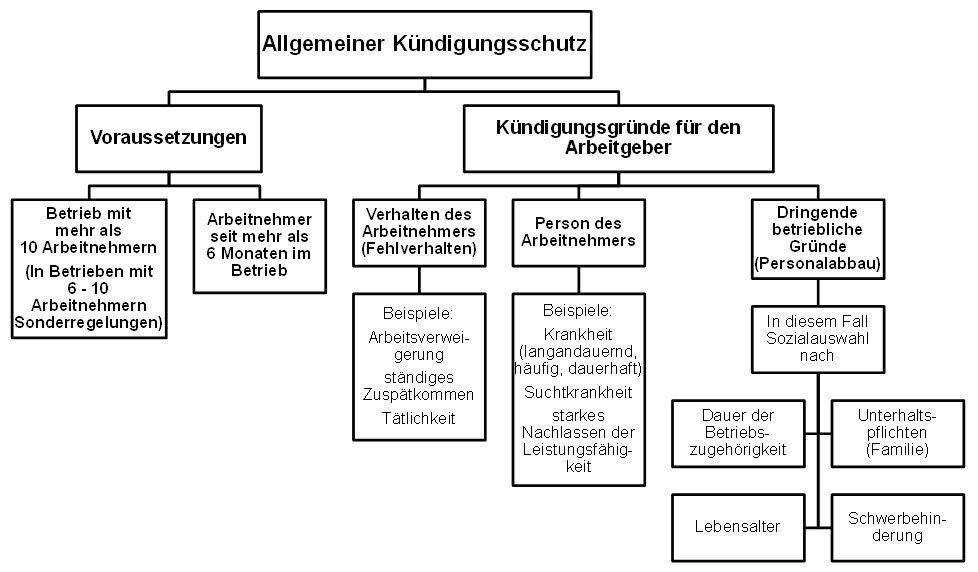 Allgemeiner Kündigungsschutz
Voraussetzungen
Kündigungsgründe für den
Arbeitgeber
Betrieb mit
mehr als
10 Arbeitnehmern
(In Betrieben mit
6 - 10
Arbeitnehmern
Sonderregelungen)
Arbeitnehmer
seit mehr als
6 Monaten im
Betrieb
Verhalten des
Arbeitnehmers
(Fehlverhalten)
Beispiele:
Arbeitsverwei-
gerung
ständiges
Zuspätkommen
Tätlichkeit
Person des
Arbeitnehmers
Beispiele:
Krankheit
(langandauernd,
häufig, dauerhaft)
Suchtkrankheit
starkes
Nachlassen der
Leistungsfähig-
keit
Dringende
betriebliche
Gründe
(Personalabbau)
In diesem Fall
Sozialauswahl
nach
Dauer der
Betriebs-
zugehörigkeit
Unterhalts-
pflichten
(Familie)
Lebensalter
Schwerbehin-
derung